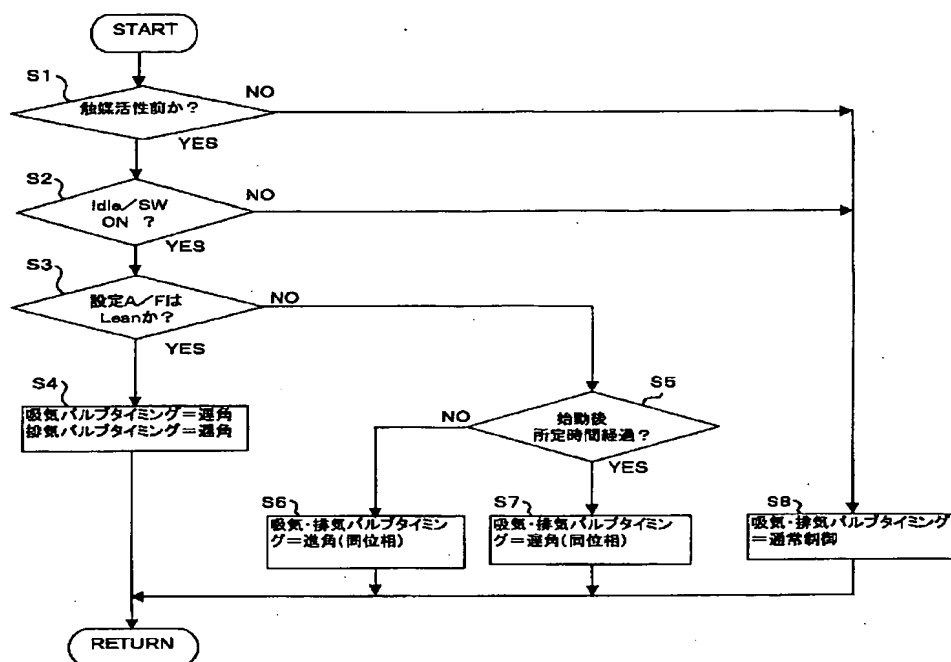 START
S1
触媒活性前か?
NO
YES
S2
Idle/SW
ON ?
NO
YES
S3
設定A/Fは
Leanか?
NO
YES
S4
吸気バルブタイミング=遅角
排気バルブタイミング=遅角
S5
始動後
所定時間経過?
NO
YES
S6
吸気・排気バルブタイミ
ング=進角(同位相)
S7
吸気・排気バルブタイミ
ング=遅角(同位相)
S8
吸気・排気バルブタイミング
=通常制御
RETURN